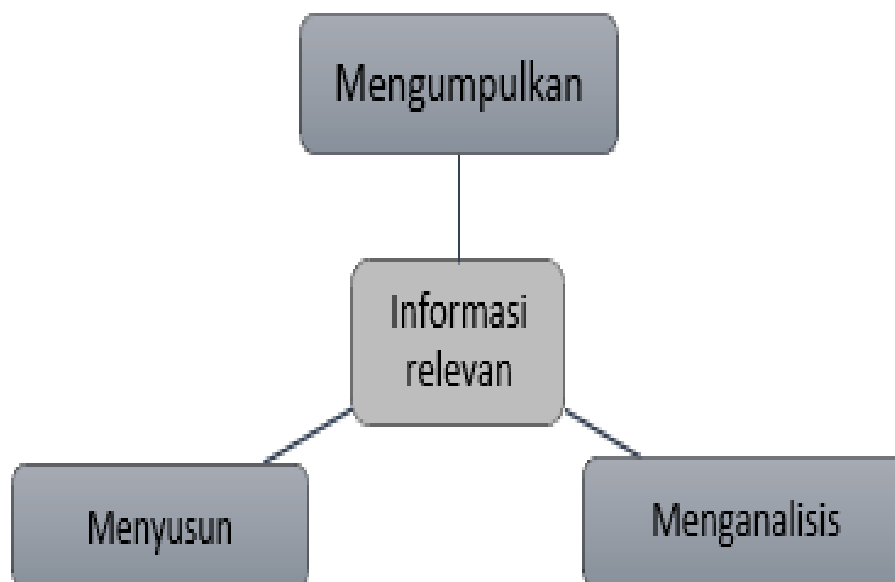 Mengumpulkan
Informasi
relevan
Menyusun
Menganalisis